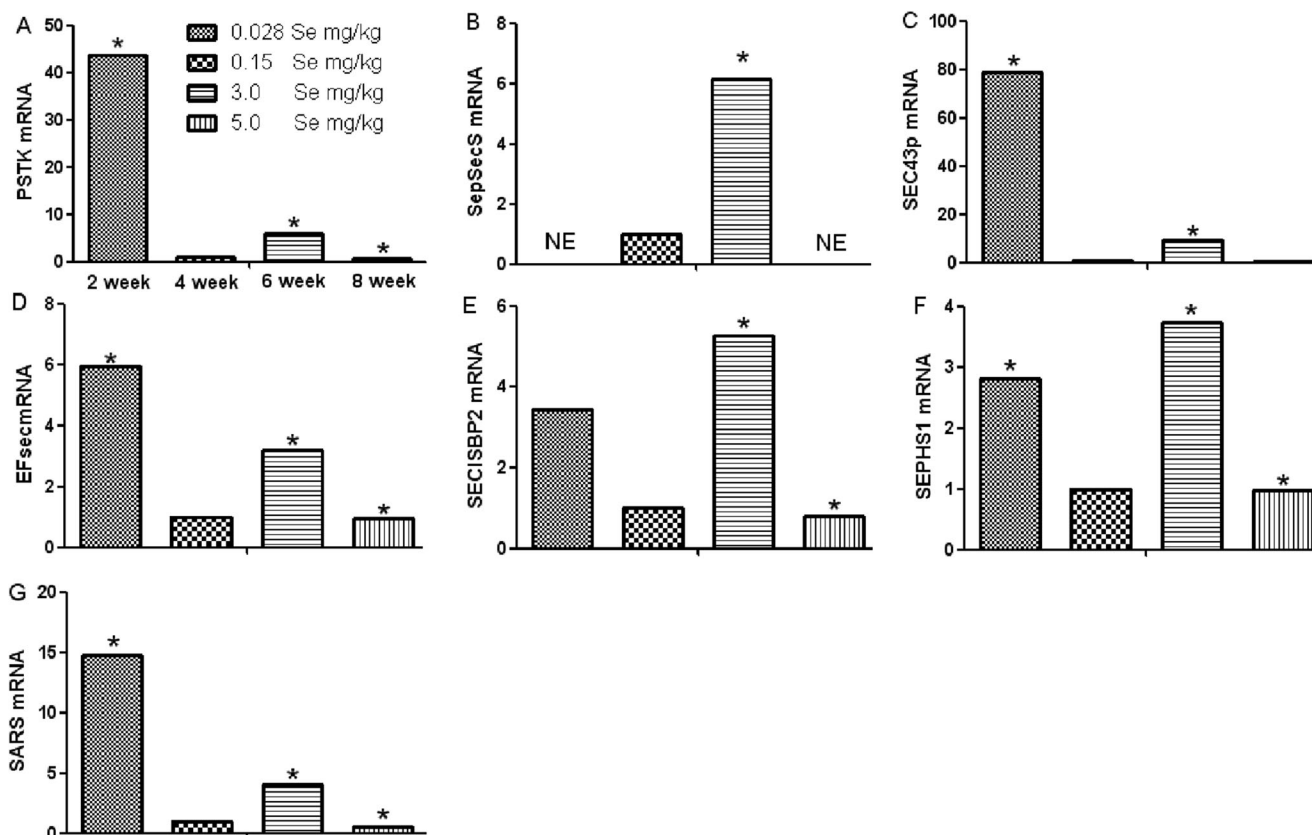 A
PSTK mRNA
50
40
30
20
10
0
*
*
*
2 week 4 week 6 week 8 week
0.028 Se mg/kg
0.15 Se mg/kg
3.0 Se mg/kg
5.0 Se mg/kg
B
SepSecS mRNA
8
6
4
2
0
NE
*
NE
C
SEC43p mRNA
100
80
60
40
20
0
*
*
D
EFsecmRNA
8
6
4
2
0
*
*
*
E
SECISBP2 mRNA
6
4
2
0
*
*
F
SEPHS1 mRNA
4
3
2
1
0
*
*
*
G
SARS mRNA
20
15
10
5
0
*
*
*